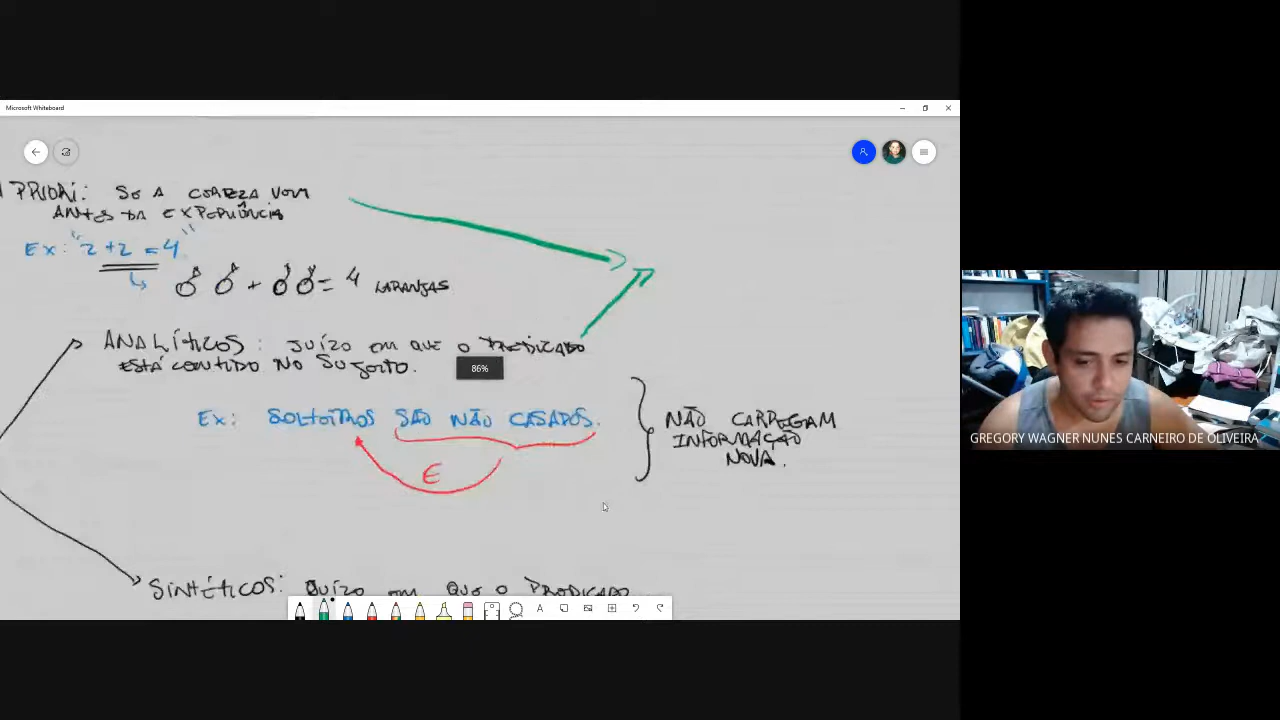 Microsoft Whiteboard
A PRIORI: SE A CERTEZA VEM
ANTES DA EXPERIÊNCIA
Ex: "2 + 2 = 4"
+ = 4 LARANJAS
ANALÍTICOS: JUÍZO EM QUE O PREDICADO
ESTÁ CONTIDO NO SUJEITO.
86%
Ex: SOLTEIROS SÃO NÃO CASADOS.
E
NÃO CARREGAM
INFORMAÇÃO
NOVA.
GREGORY WAGNER NUNES CARNEIRO DE OLIVEIRA
SINTÉTICOS: JUÍZO EM QUE O PREDICADO